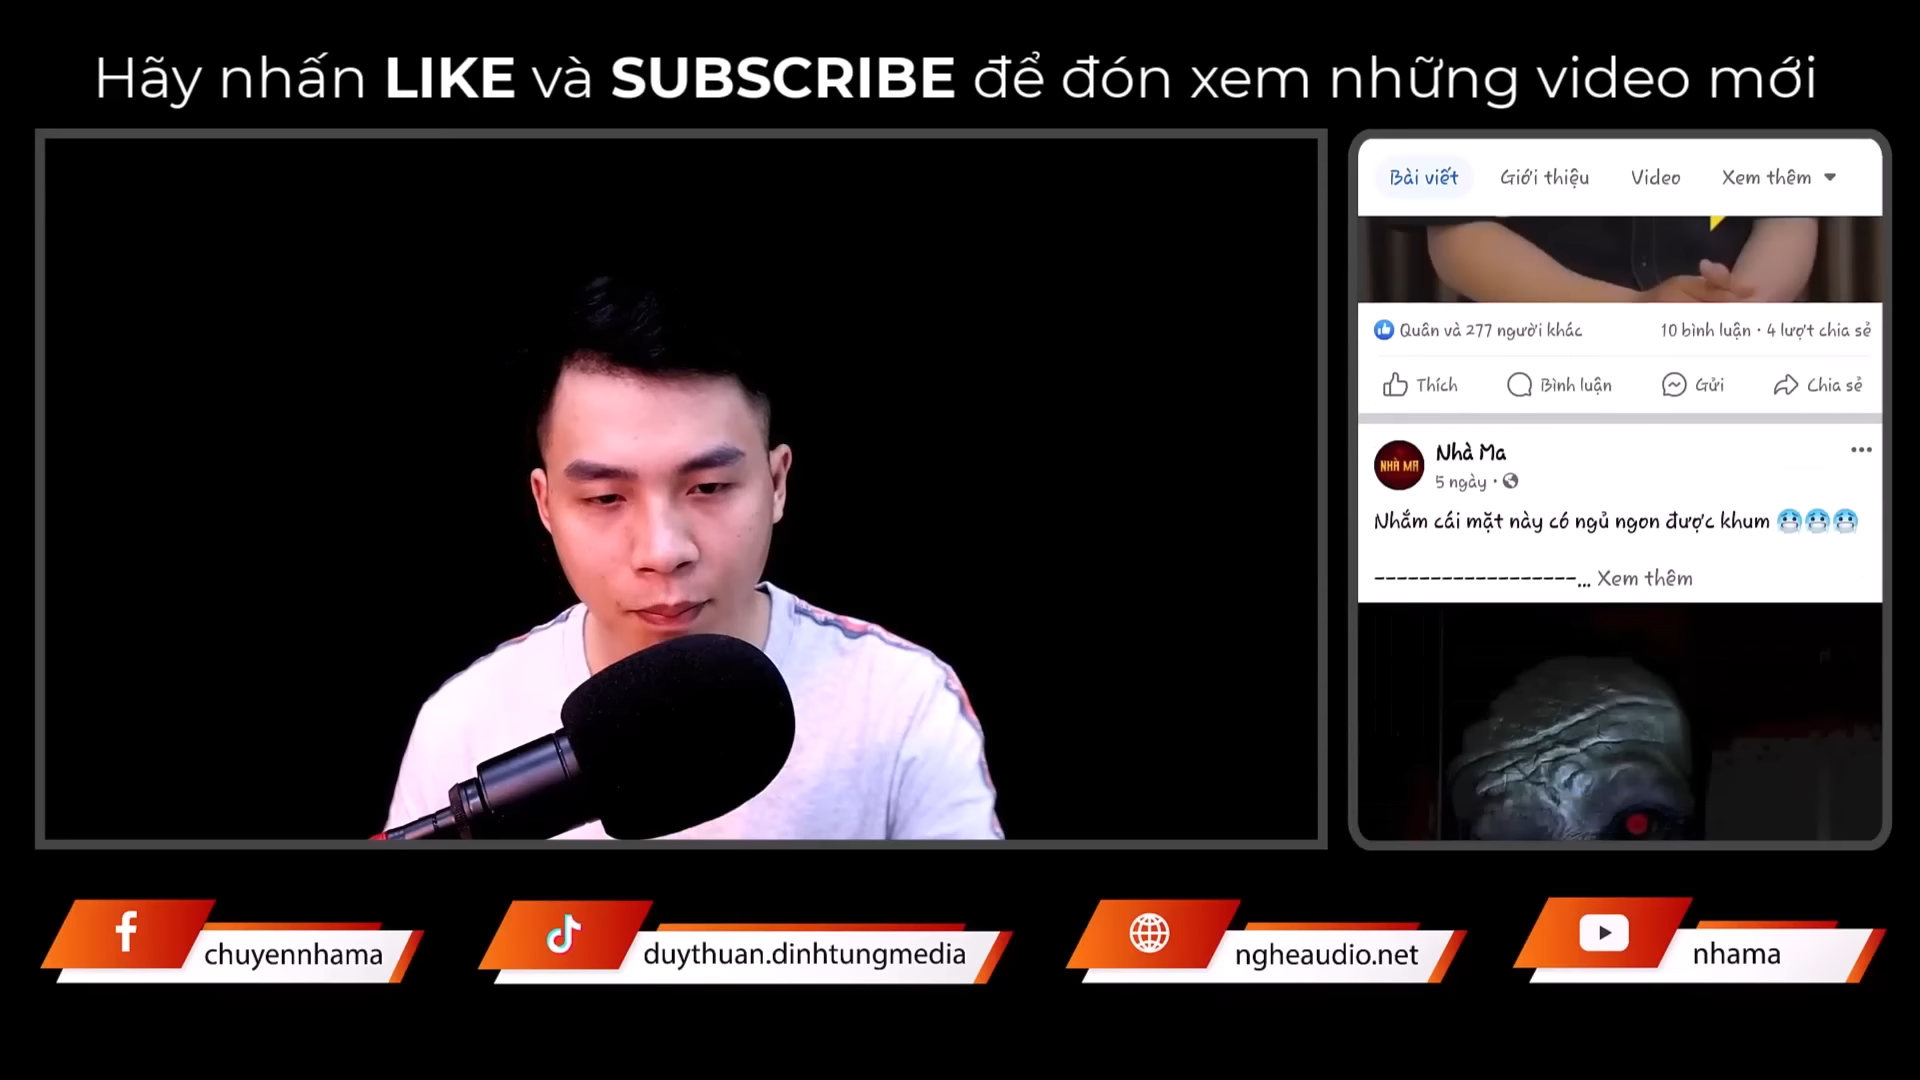 Hãy nhấn LIKE và SUBSCRIBE để đón xem những video mới
Bài viết Giới thiệu Video Xem thêm
Quân và 277 người khác 10 bình luận · 4 lượt chia sẻ
Thích Bình luận Gửi Chia sẻ
NHÀ MA
Nhà Ma
5 ngày ·
Nhắm cái mặt này có ngủ ngon được khum 🥶🥶🥶
------------------... Xem thêm
chuyennhama
duythuan.dinhtungmedia
ngheaudio.net
nhama